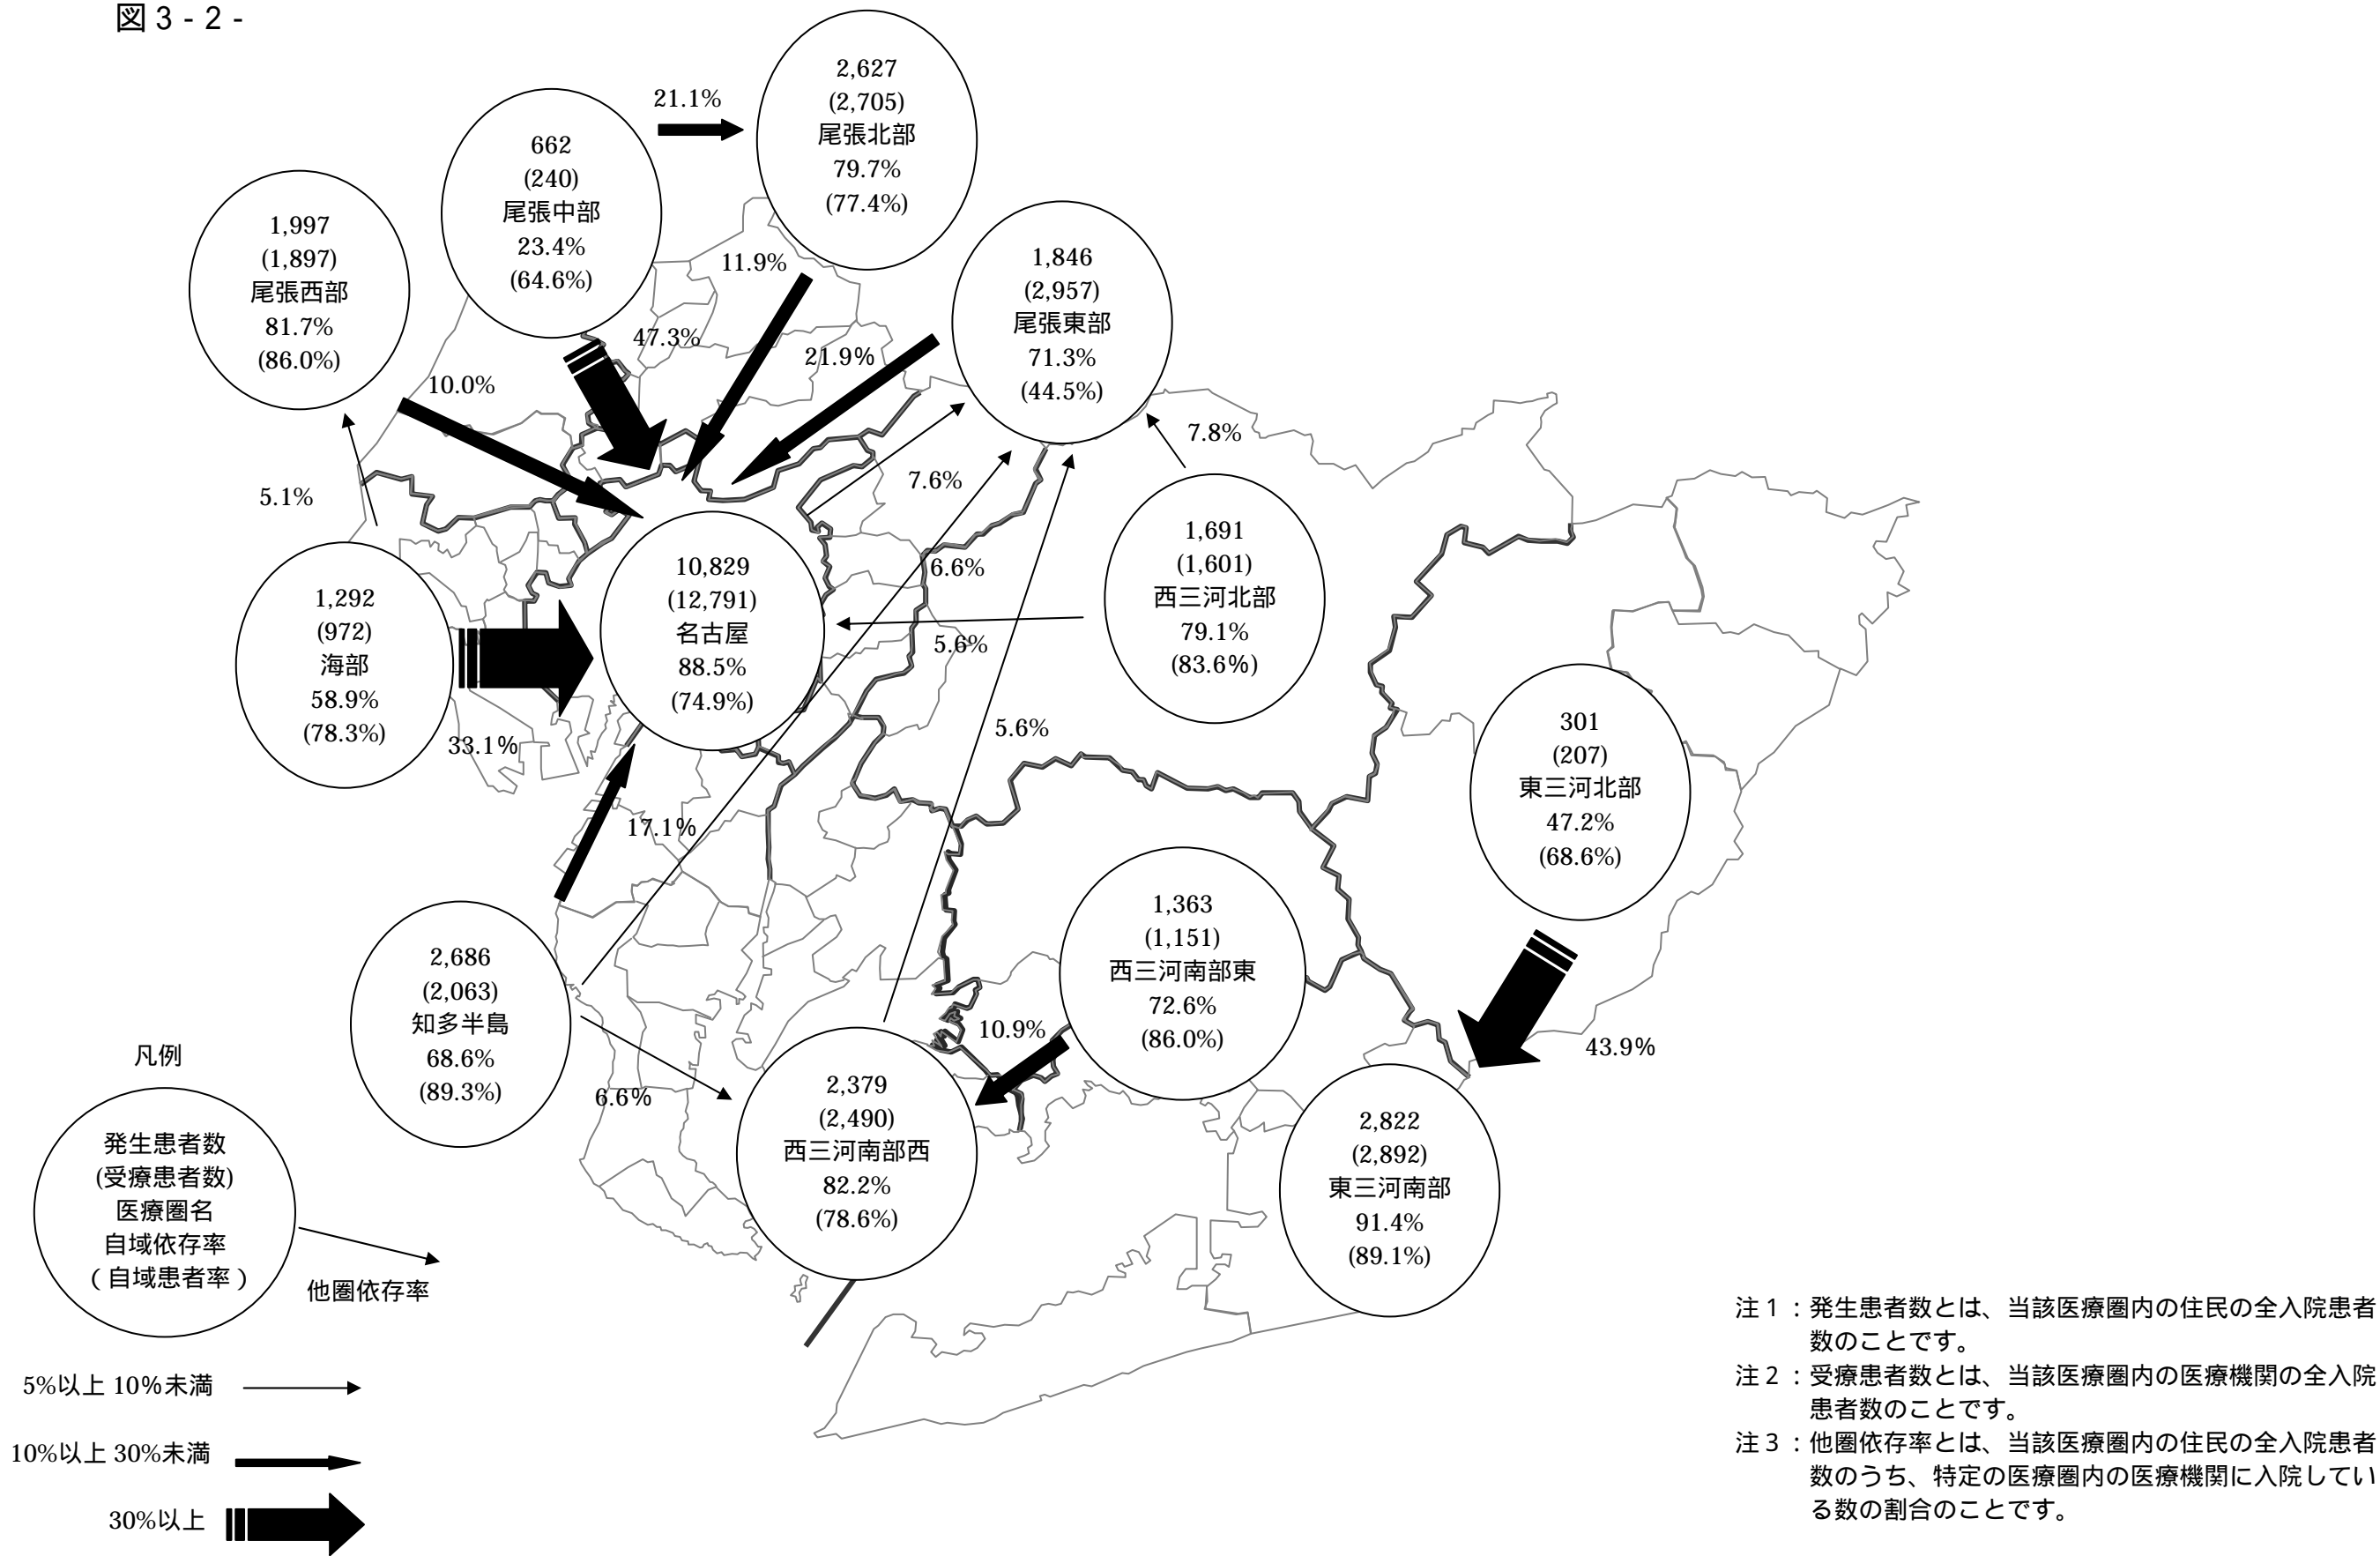 図 3 - 2 -
2,627
(2,705)
尾張北部
79.7%
(77.4%)
21.1%
662
(240)
尾張中部
23.4%
(64.6%)
1,997
(1,897)
尾張西部
81.7%
(86.0%)
11.9%
1,846
(2,957)
尾張東部
71.3%
(44.5%)
47.3%
21.9%
10.0%
7.8%
7.6%
5.1%
1,691
(1,601)
西三河北部
79.1%
(83.6%)
6.6%
10,829
(12,791)
名古屋
88.5%
(74.9%)
1,292
(972)
海部
58.9%
(78.3%)
5.6%
33.1%
5.6%
301
(207)
東三河北部
47.2%
(68.6%)
17.1%
1,363
(1,151)
西三河南部東
72.6%
(86.0%)
2,686
(2,063)
知多半島
68.6%
(89.3%)
10.9%
43.9%
6.6%
2,379
(2,490)
西三河南部西
82.2%
(78.6%)
2,822
(2,892)
東三河南部
91.4%
(89.1%)
凡例
発生患者数
(受療患者数)
医療圏名
自域依存率
(自域患者率)
他圏依存率
5%以上 10%未満
10%以上 30%未満
30%以上
注1:発生患者数とは、当該医療圏内の住民の全入院患者
数のことです。
注2:受療患者数とは、当該医療圏内の医療機関の全入院
患者数のことです。
注3:他圏依存率とは、当該医療圏内の住民の全入院患者
数のうち、特定の医療圏内の医療機関に入院してい
る数の割合のことです。